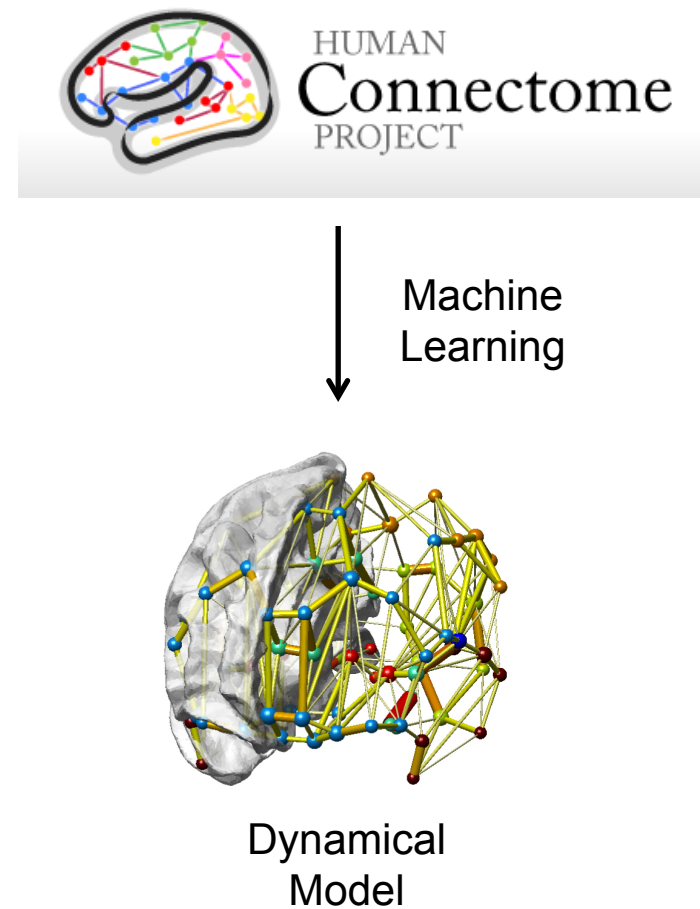 HUMAN
Connectome
PROJECT
Machine
Learning
Dynamical
Model